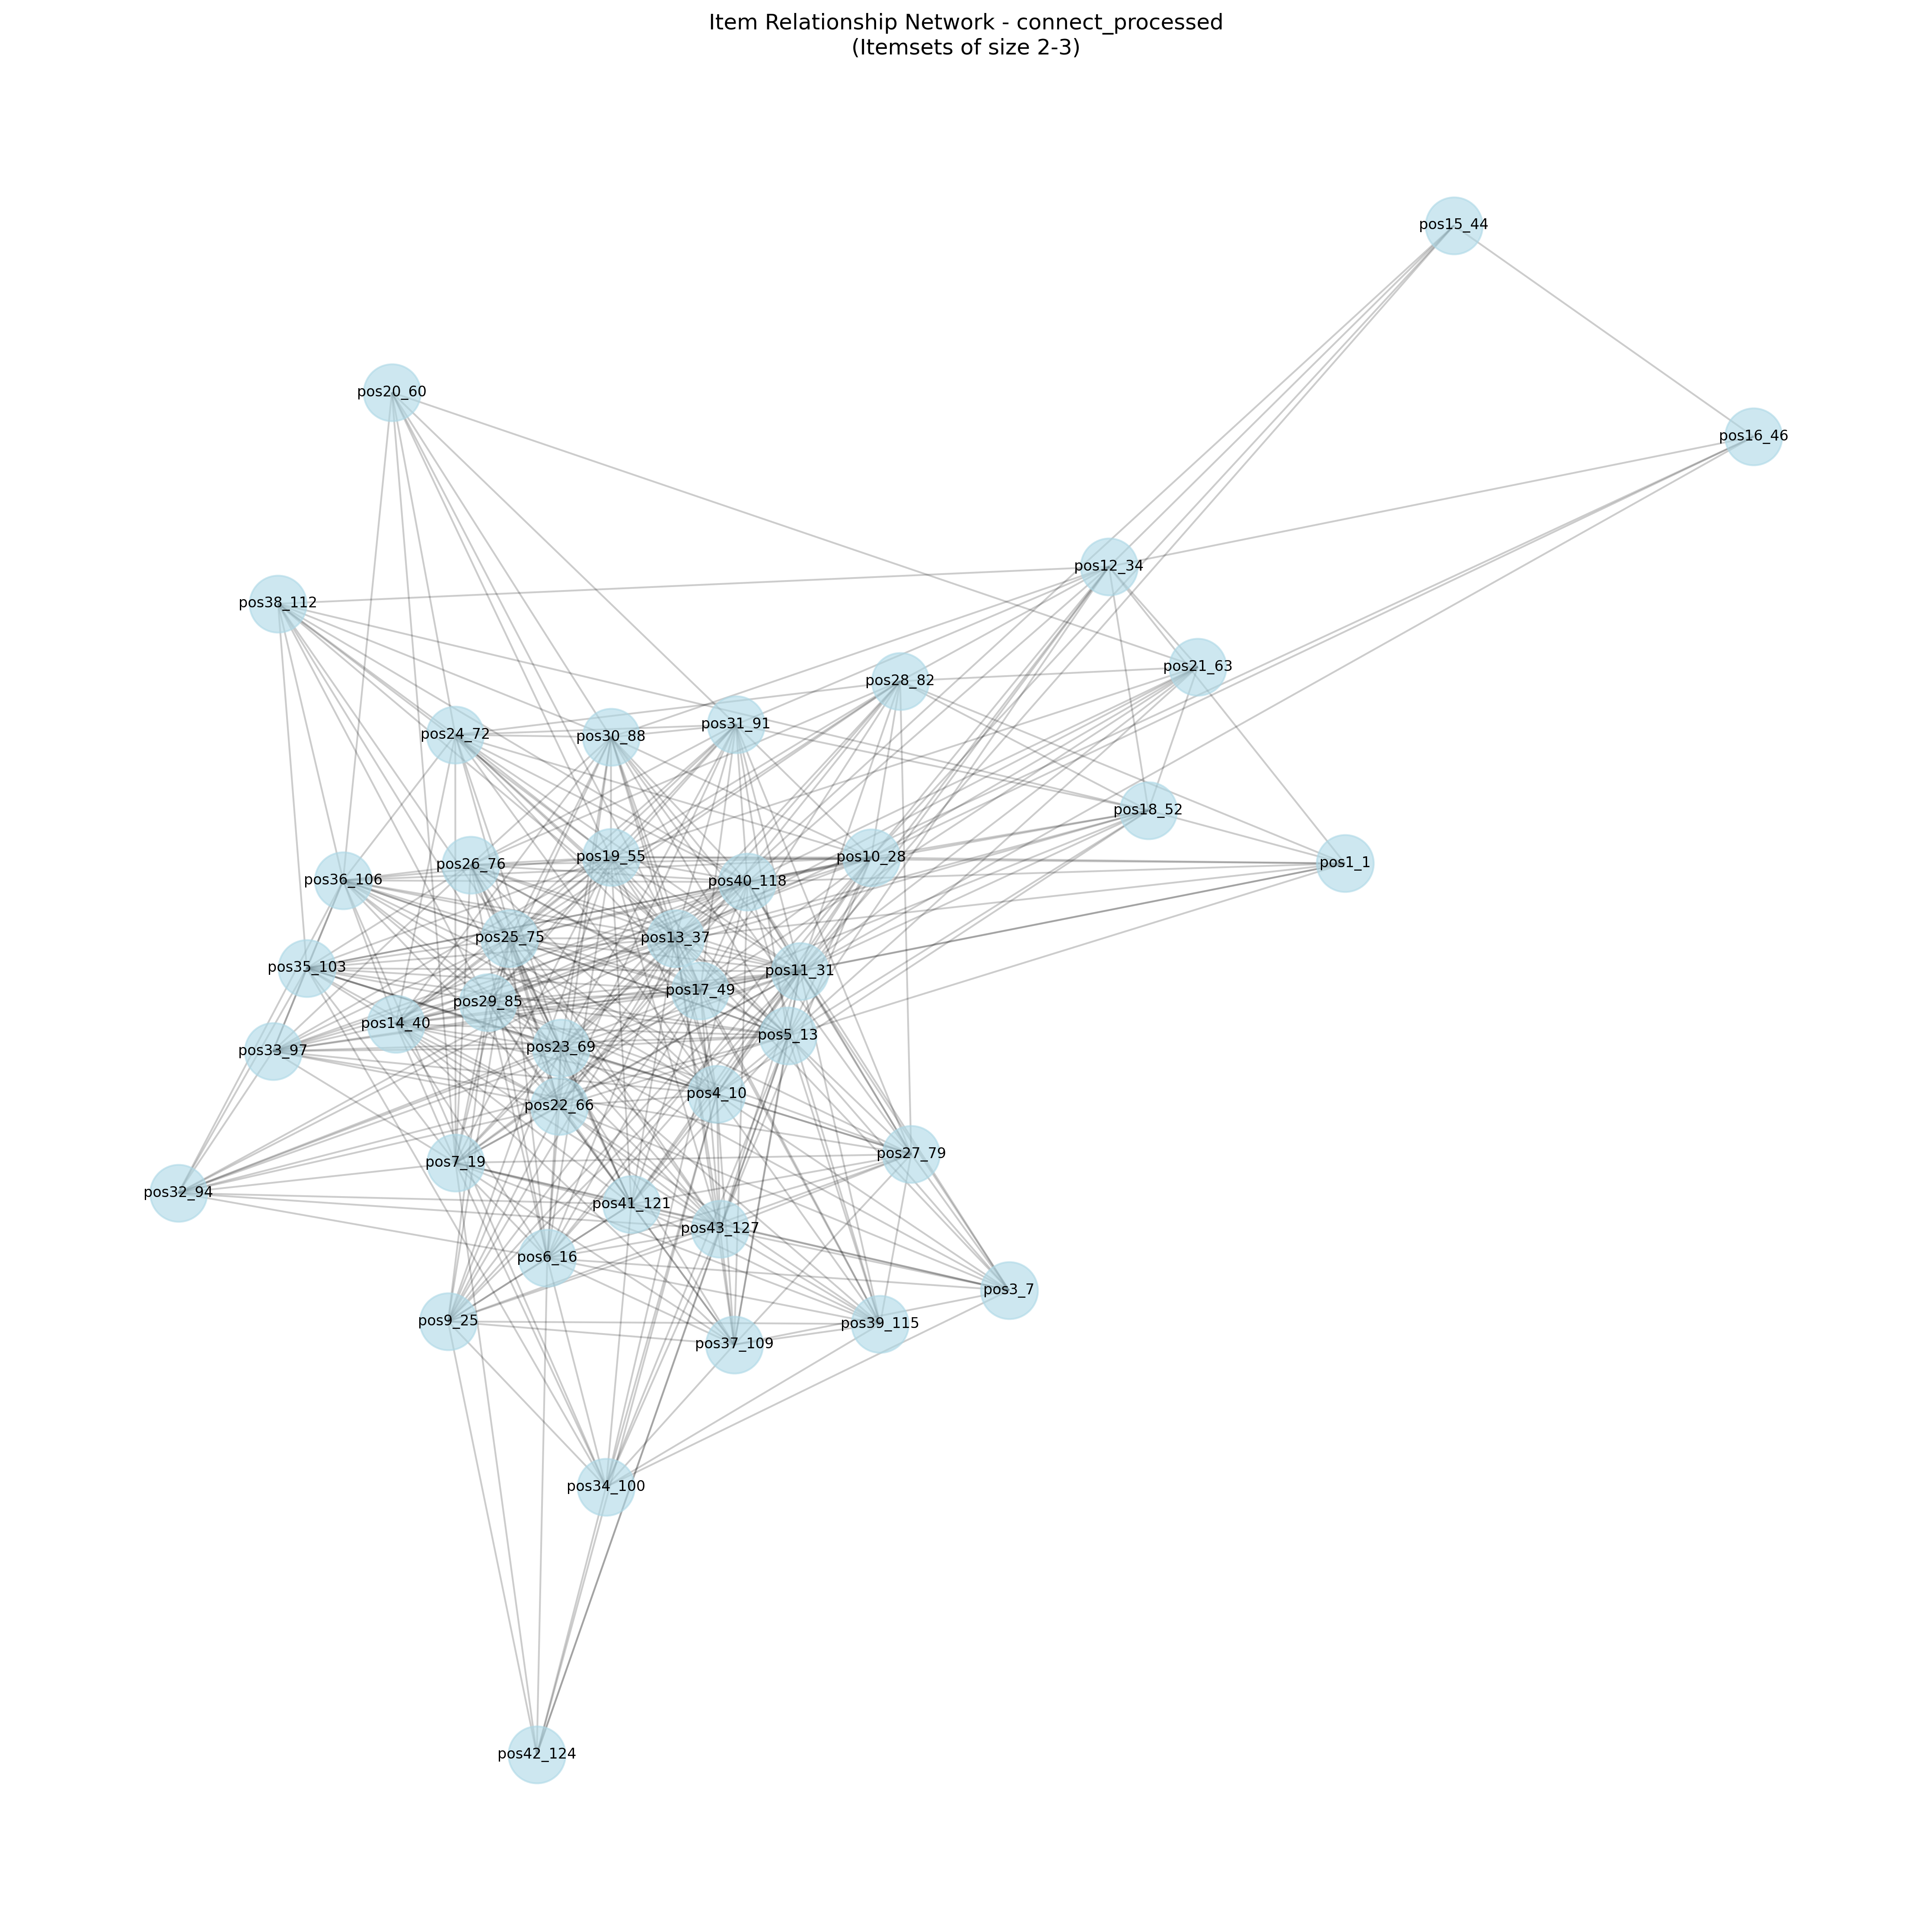 Item Relationship Network - connect_processed
(Itemsets of size 2-3)
pos15_44
pos20_60
pos16_46
pos12_34
pos38_112
pos21_63
pos28_82
pos31_91
pos24_72
pos30_88
pos18_52
pos19_55
pos10_28
pos1_1
pos26_76
pos36_106
pos40_118
pos25_75
pos13_37
pos35_103
pos11_31
pos17_49
pos29_85
pos14_40
pos5_13
pos23_69
pos33_97
pos4_10
pos22_66
pos27_79
pos7_19
pos32_94
pos41_121
pos43_127
pos6_16
pos3_7
pos9_25
pos39_115
pos37_109
pos34_100
pos42_124